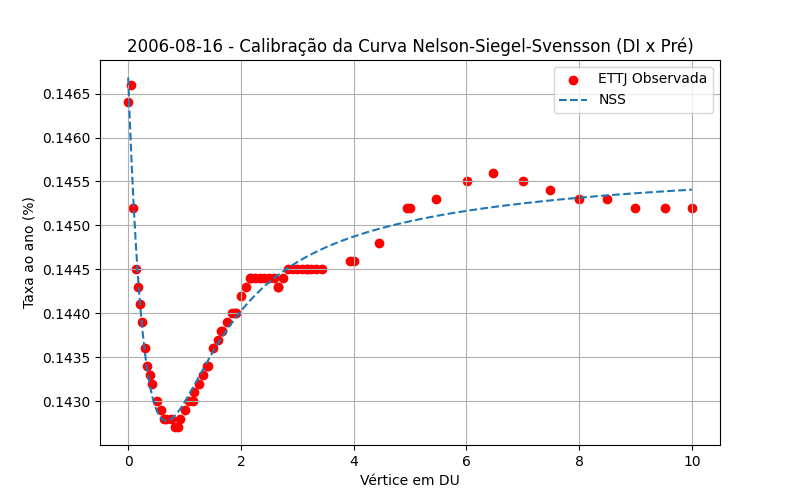 2006-08-16 - Calibração da Curva Nelson-Siegel-Svensson (DI x Pré)
ETTJ Observada
NSS
Taxa ao ano (%)
0.1465
0.1460
0.1455
0.1450
0.1445
0.1440
0.1435
0.1430
0 2 4 6 8 10
Vértice em DU